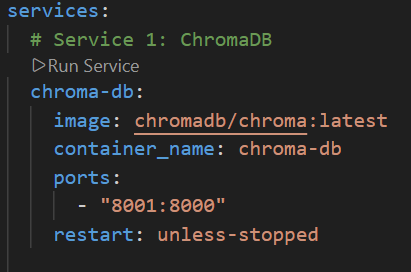 services:
# Service 1: ChromaDB
Run Service
chroma-db:
image: chromadb/chroma:latest
container_name: chroma-db
ports:
- "8001:8000"
restart: unless-stopped